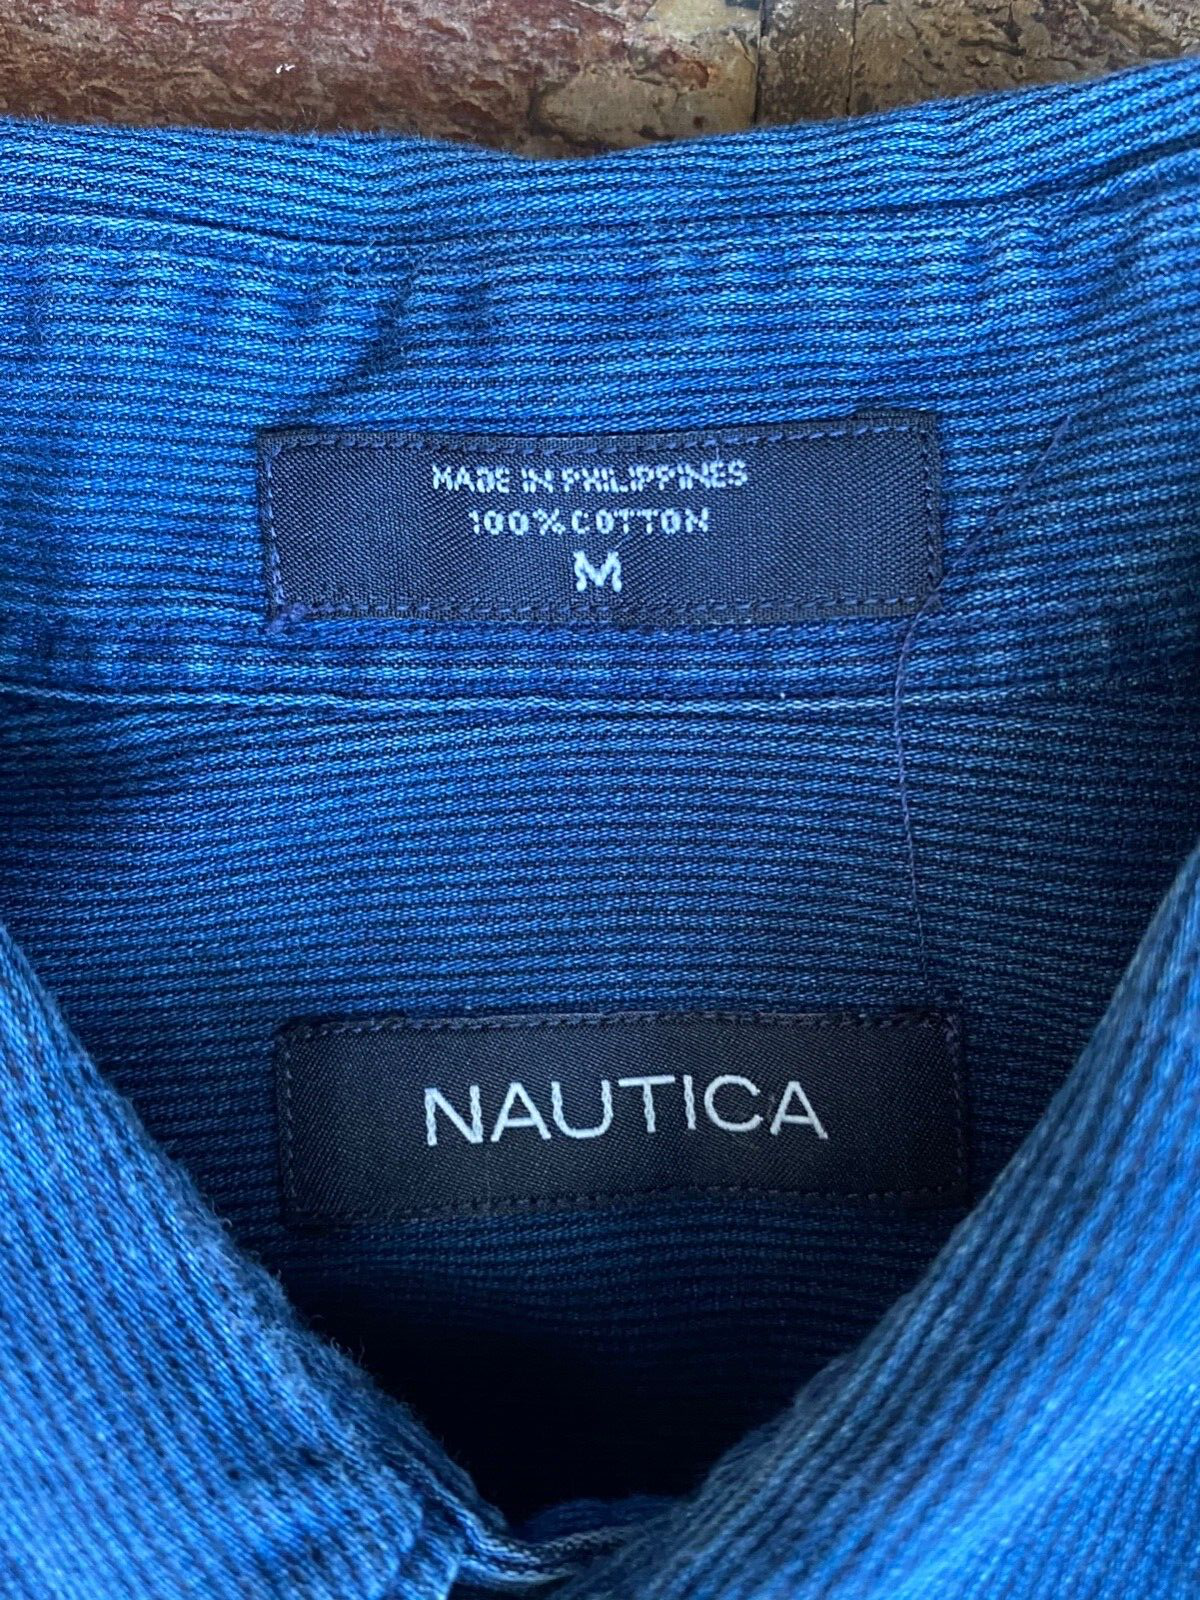 MADE IN PHILIPPINES
100% COTTON
M
NAUTICA